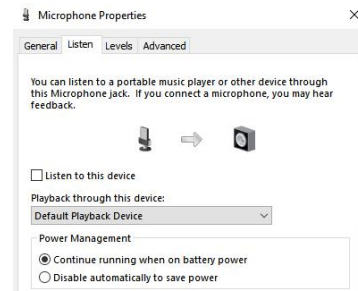 Microphone Properties
General Listen Levels Advanced
You can listen to a portable music player or other device through
this Microphone jack. If you connect a microphone, you may hear
feedback.
Listen to this device
Playback through this device:
Default Playback Device
Power Management
Continue running when on battery power
Disable automatically to save power